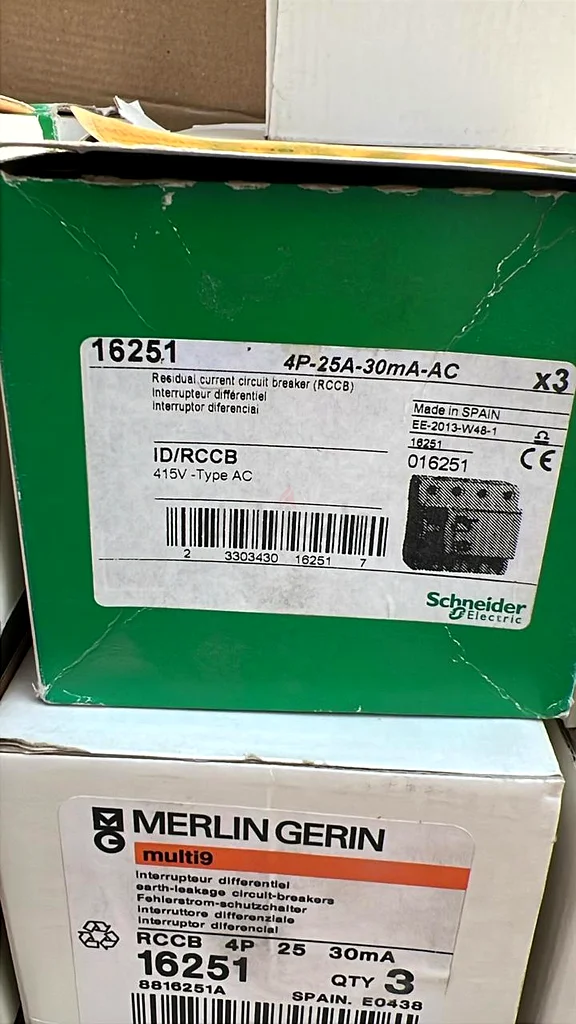 16251
4P-25A-30mA-AC
x3
Residual current circuit breaker (RCCB)
Interrupteur différentiel
Interruptor diferencial
Made in SPAIN
EE-2013-W48-1
16251
016251
CE
ID/RCCB
415V -Type AC
2 3303430 16251 7
Schneider
Electric
MG
MERLIN GERIN
multi9
Interrupteur differentiel
earth-leakage circuit-breakers
Fehlerstrom-schutzchalter
Interruttore differenziale
Interruptor diferencial
RCCB 4P 25 30mA
16251
QTY 3
8816251A
SPAIN. E0438